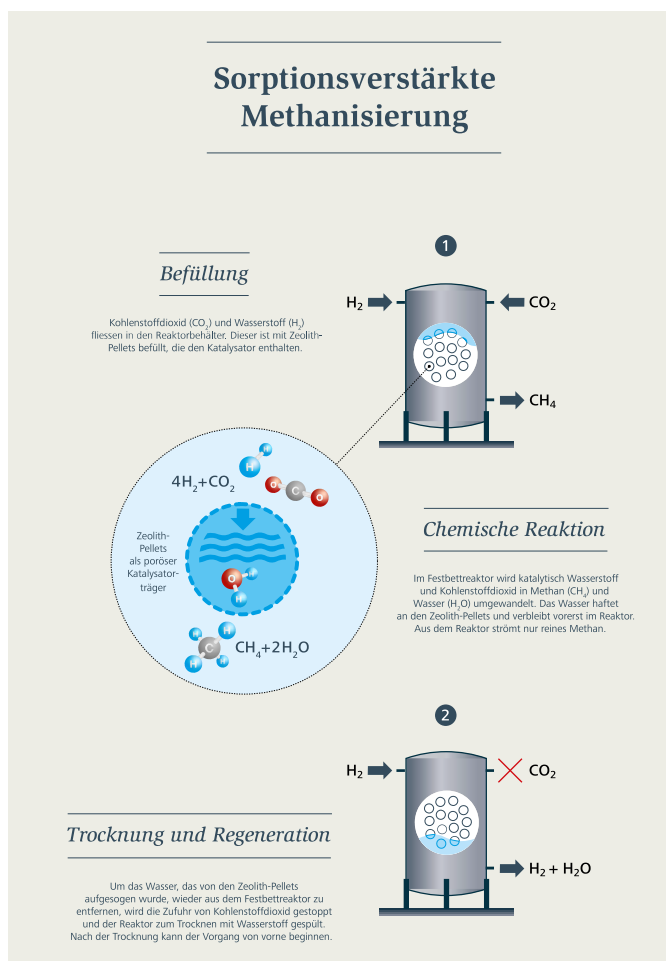 Sorptionsverstärkte
Methanisierung
1
Befüllung
Kohlenstoffdioxid (CO₂) und Wasserstoff (H₂)
fliessen in den Reaktorbehälter. Dieser ist mit Zeolith-
Pellets befüllt, die den Katalysator enthalten.
H₂
CO₂
CH₄
H
H
4H₂+CO₂
O
C
O
Zeolith-
Pellets
als poröser
Katalysator-
träger
O
H
H
H
H
C
H
H
CH₄+2H₂O
Chemische Reaktion
Im Festbettreaktor wird katalytisch Wasserstoff
und Kohlenstoffdioxid in Methan (CH₄) und
Wasser (H₂O) umgewandelt. Das Wasser haftet
an den Zeolith-Pellets und verbleibt vorerst im Reaktor.
Aus dem Reaktor strömt nur reines Methan.
2
H₂
CO₂
H₂ + H₂O
Trocknung und Regeneration
Um das Wasser, das von den Zeolith-Pellets
aufgesogen wurde, wieder aus dem Festbettreaktor zu
entfernen, wird die Zufuhr von Kohlenstoffdioxid gestoppt
und der Reaktor zum Trocknen mit Wasserstoff gespült.
Nach der Trocknung kann der Vorgang von vorne beginnen.